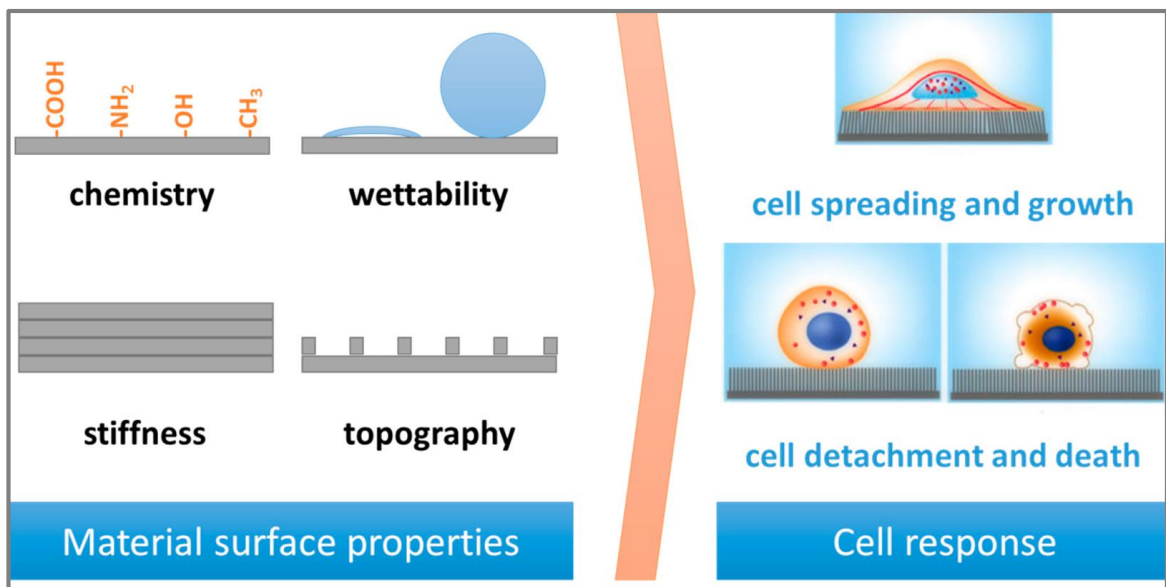 -COOH
-NH₂
-OH
-CH₃
chemistry
wettability
stiffness
topography
Material surface properties
cell spreading and growth
cell detachment and death
Cell response